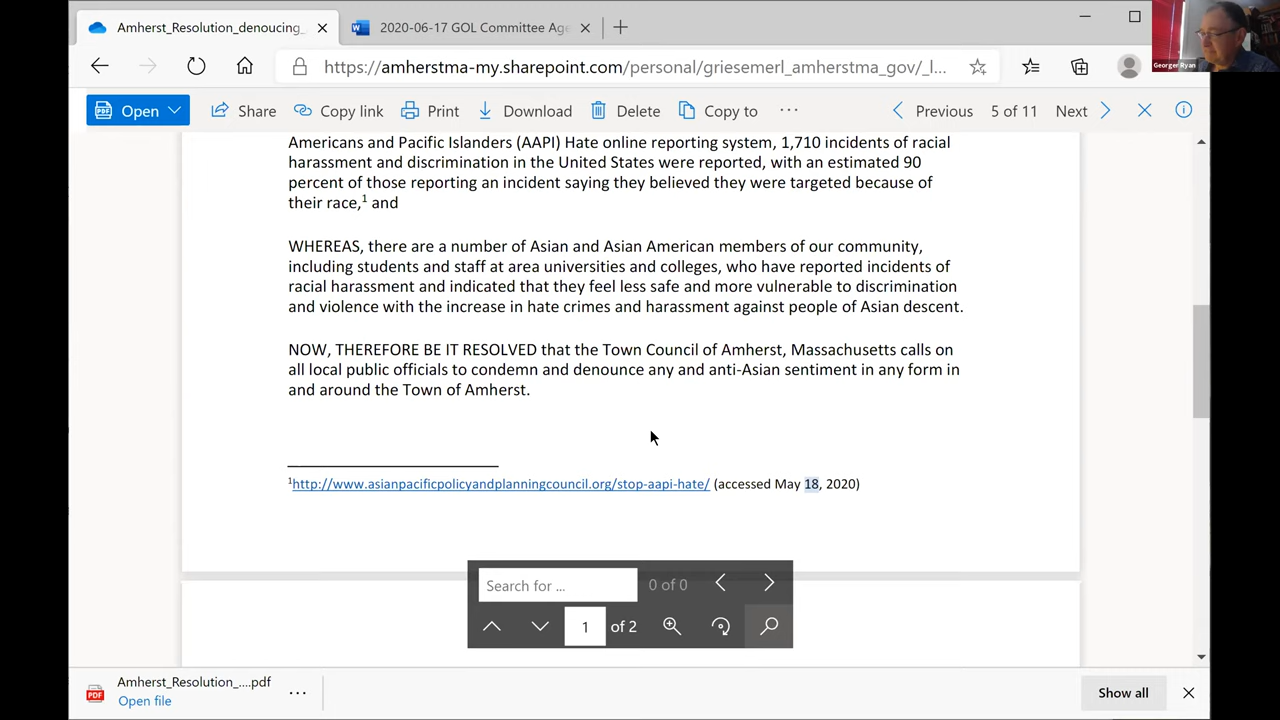 Amherst_Resolution_denoucing_
2020-06-17 GOL Committee Age
https://amherstma-my.sharepoint.com/personal/griesemerl_amherstma_gov/_l...
Georger Ryan
Open
Share
Copy link
Print
Download
Delete
Copy to
...
Previous
5 of 11
Next
Americans and Pacific Islanders (AAPI) Hate online reporting system, 1,710 incidents of racial
harassment and discrimination in the United States were reported, with an estimated 90
percent of those reporting an incident saying they believed they were targeted because of
their race,1 and
WHEREAS, there are a number of Asian and Asian American members of our community,
including students and staff at area universities and colleges, who have reported incidents of
racial harassment and indicated that they feel less safe and more vulnerable to discrimination
and violence with the increase in hate crimes and harassment against people of Asian descent.
NOW, THEREFORE BE IT RESOLVED that the Town Council of Amherst, Massachusetts calls on
all local public officials to condemn and denounce any and anti-Asian sentiment in any form in
and around the Town of Amherst.
1http://www.asianpacificpolicyandplanningcouncil.org/stop-aapi-hate/ (accessed May 18, 2020)
Search for ...
0 of 0
1 of 2
Amherst_Resolution_....pdf
Open file
...
Show all
PDF